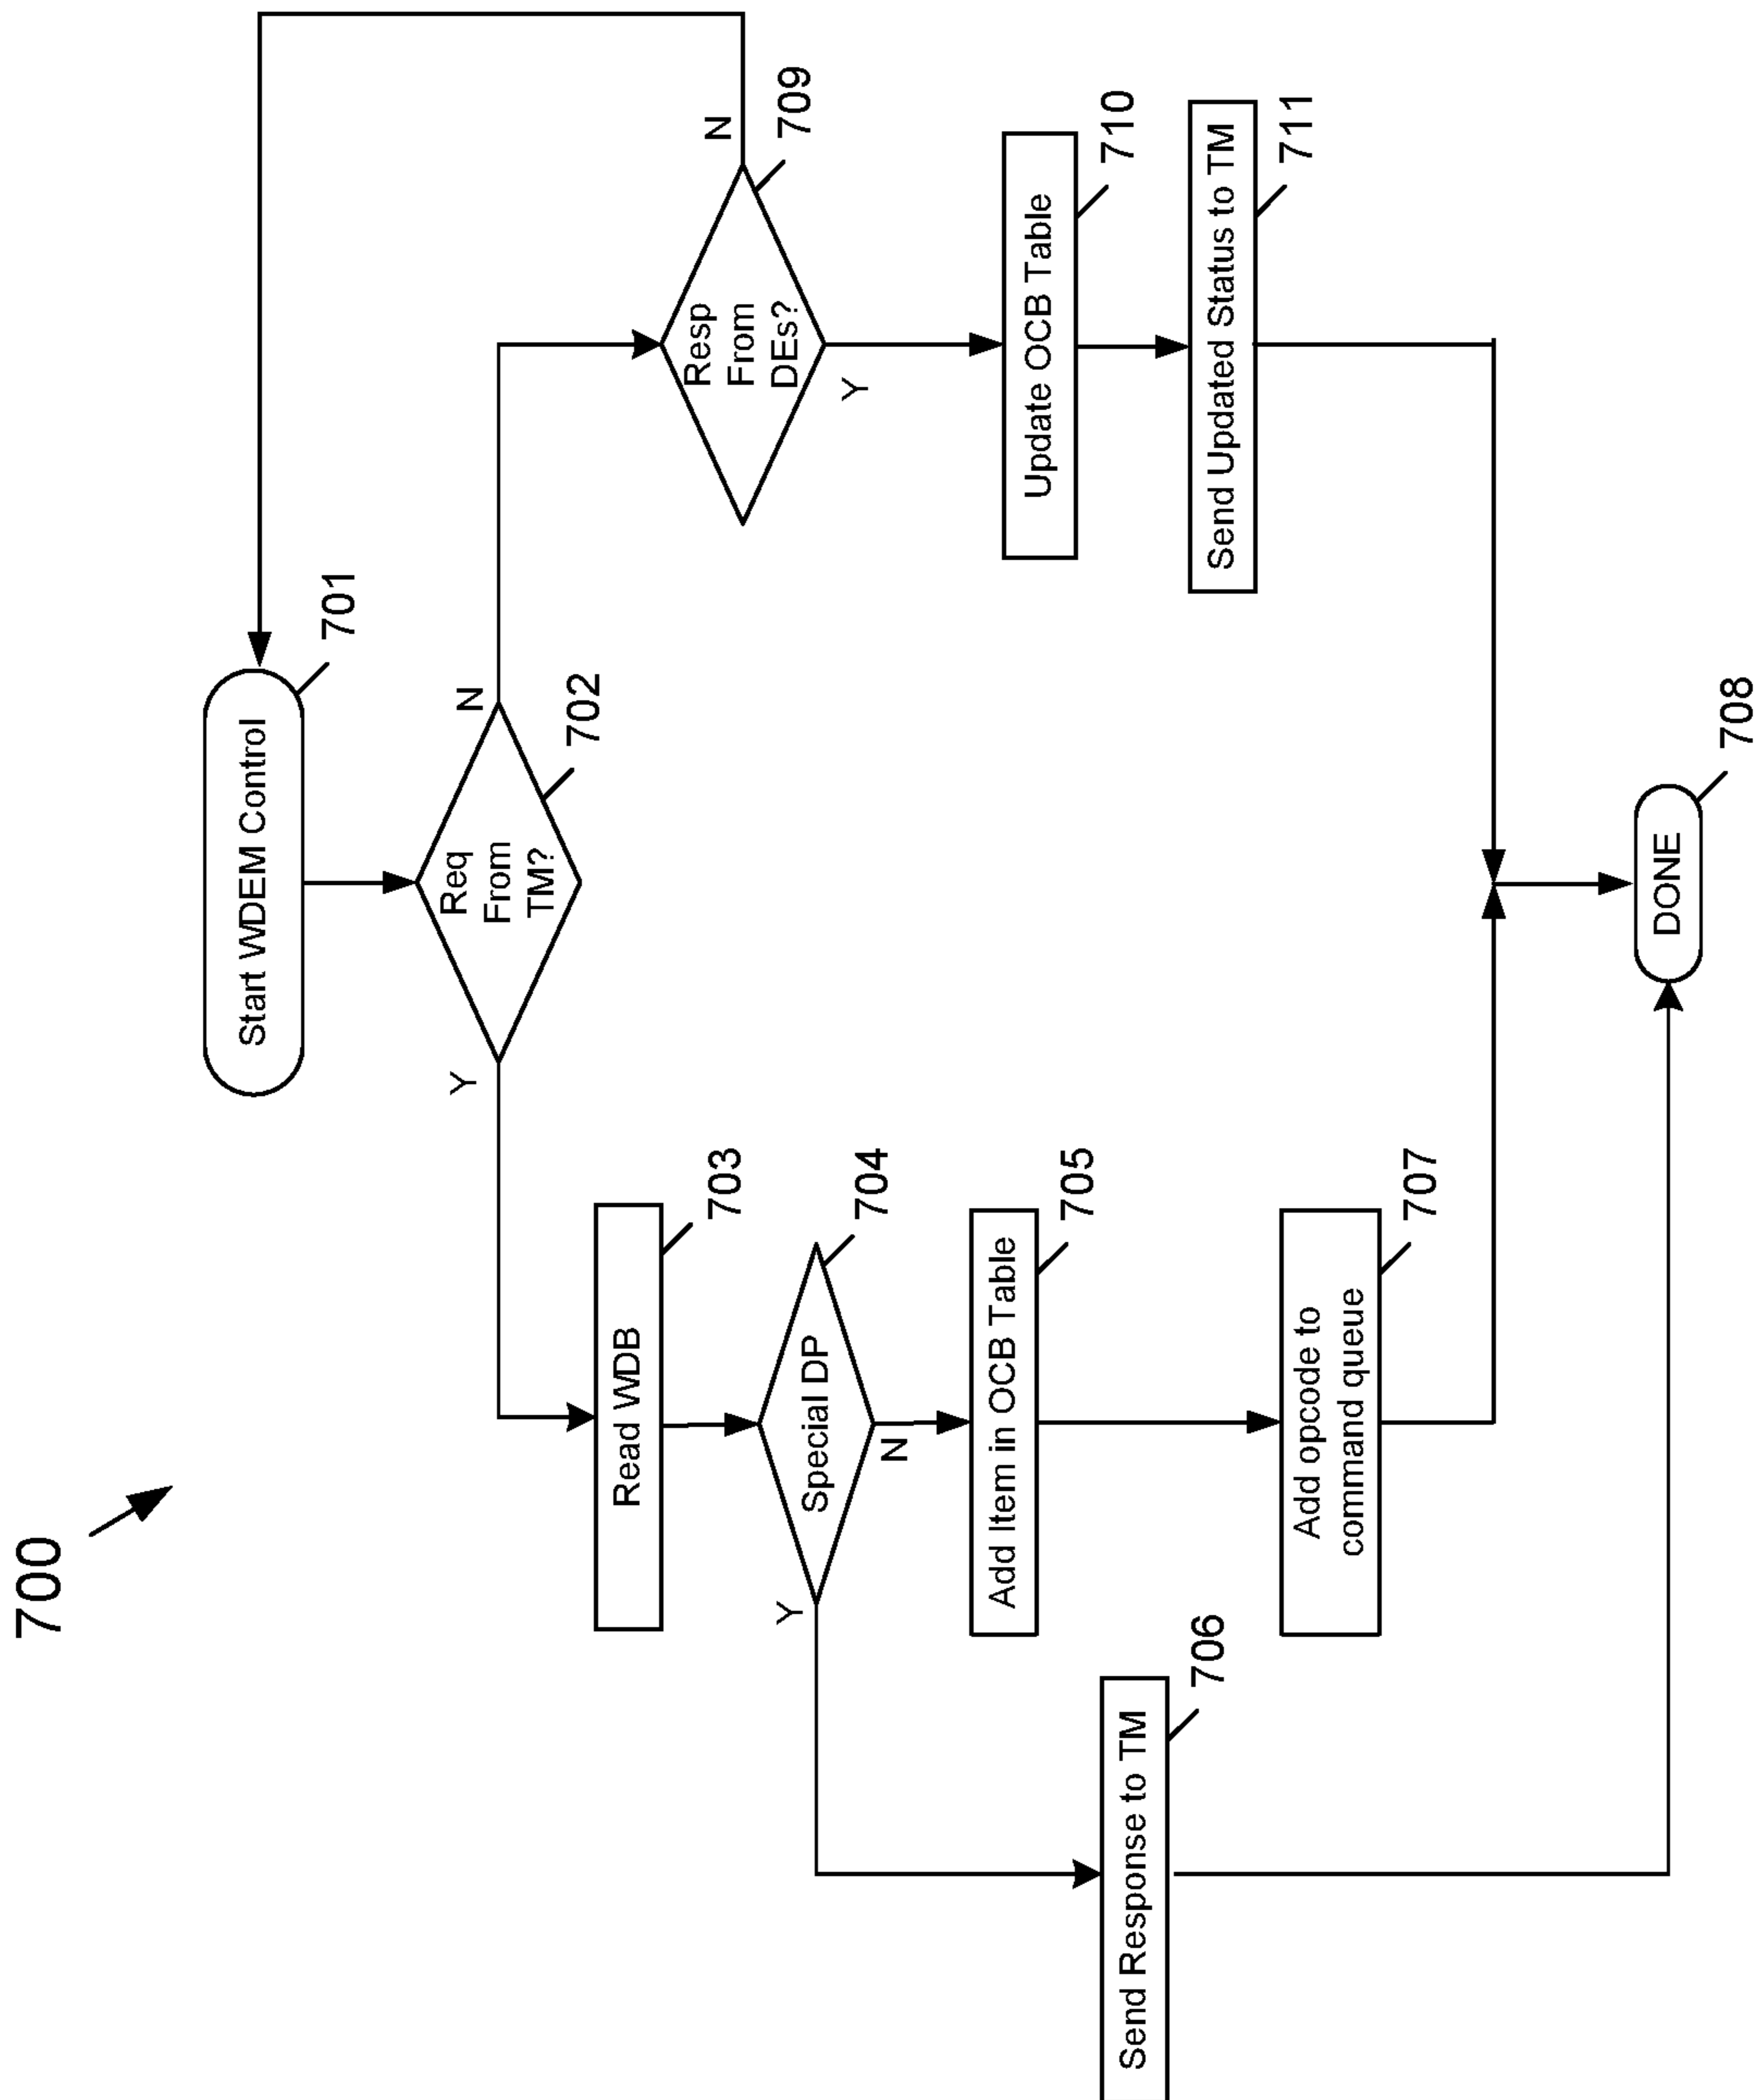 700
Start WDEM Control
701
Req
From
TM?
702
Y
N
Read WDB
703
Special DP
704
Y
N
Add Item in OCB Table
705
Send Response to TM
706
Add opcode to
command queue
707
Resp
From
DEs?
709
N
Y
Update OCB Table
710
Send Updated Status to TM
711
DONE
708